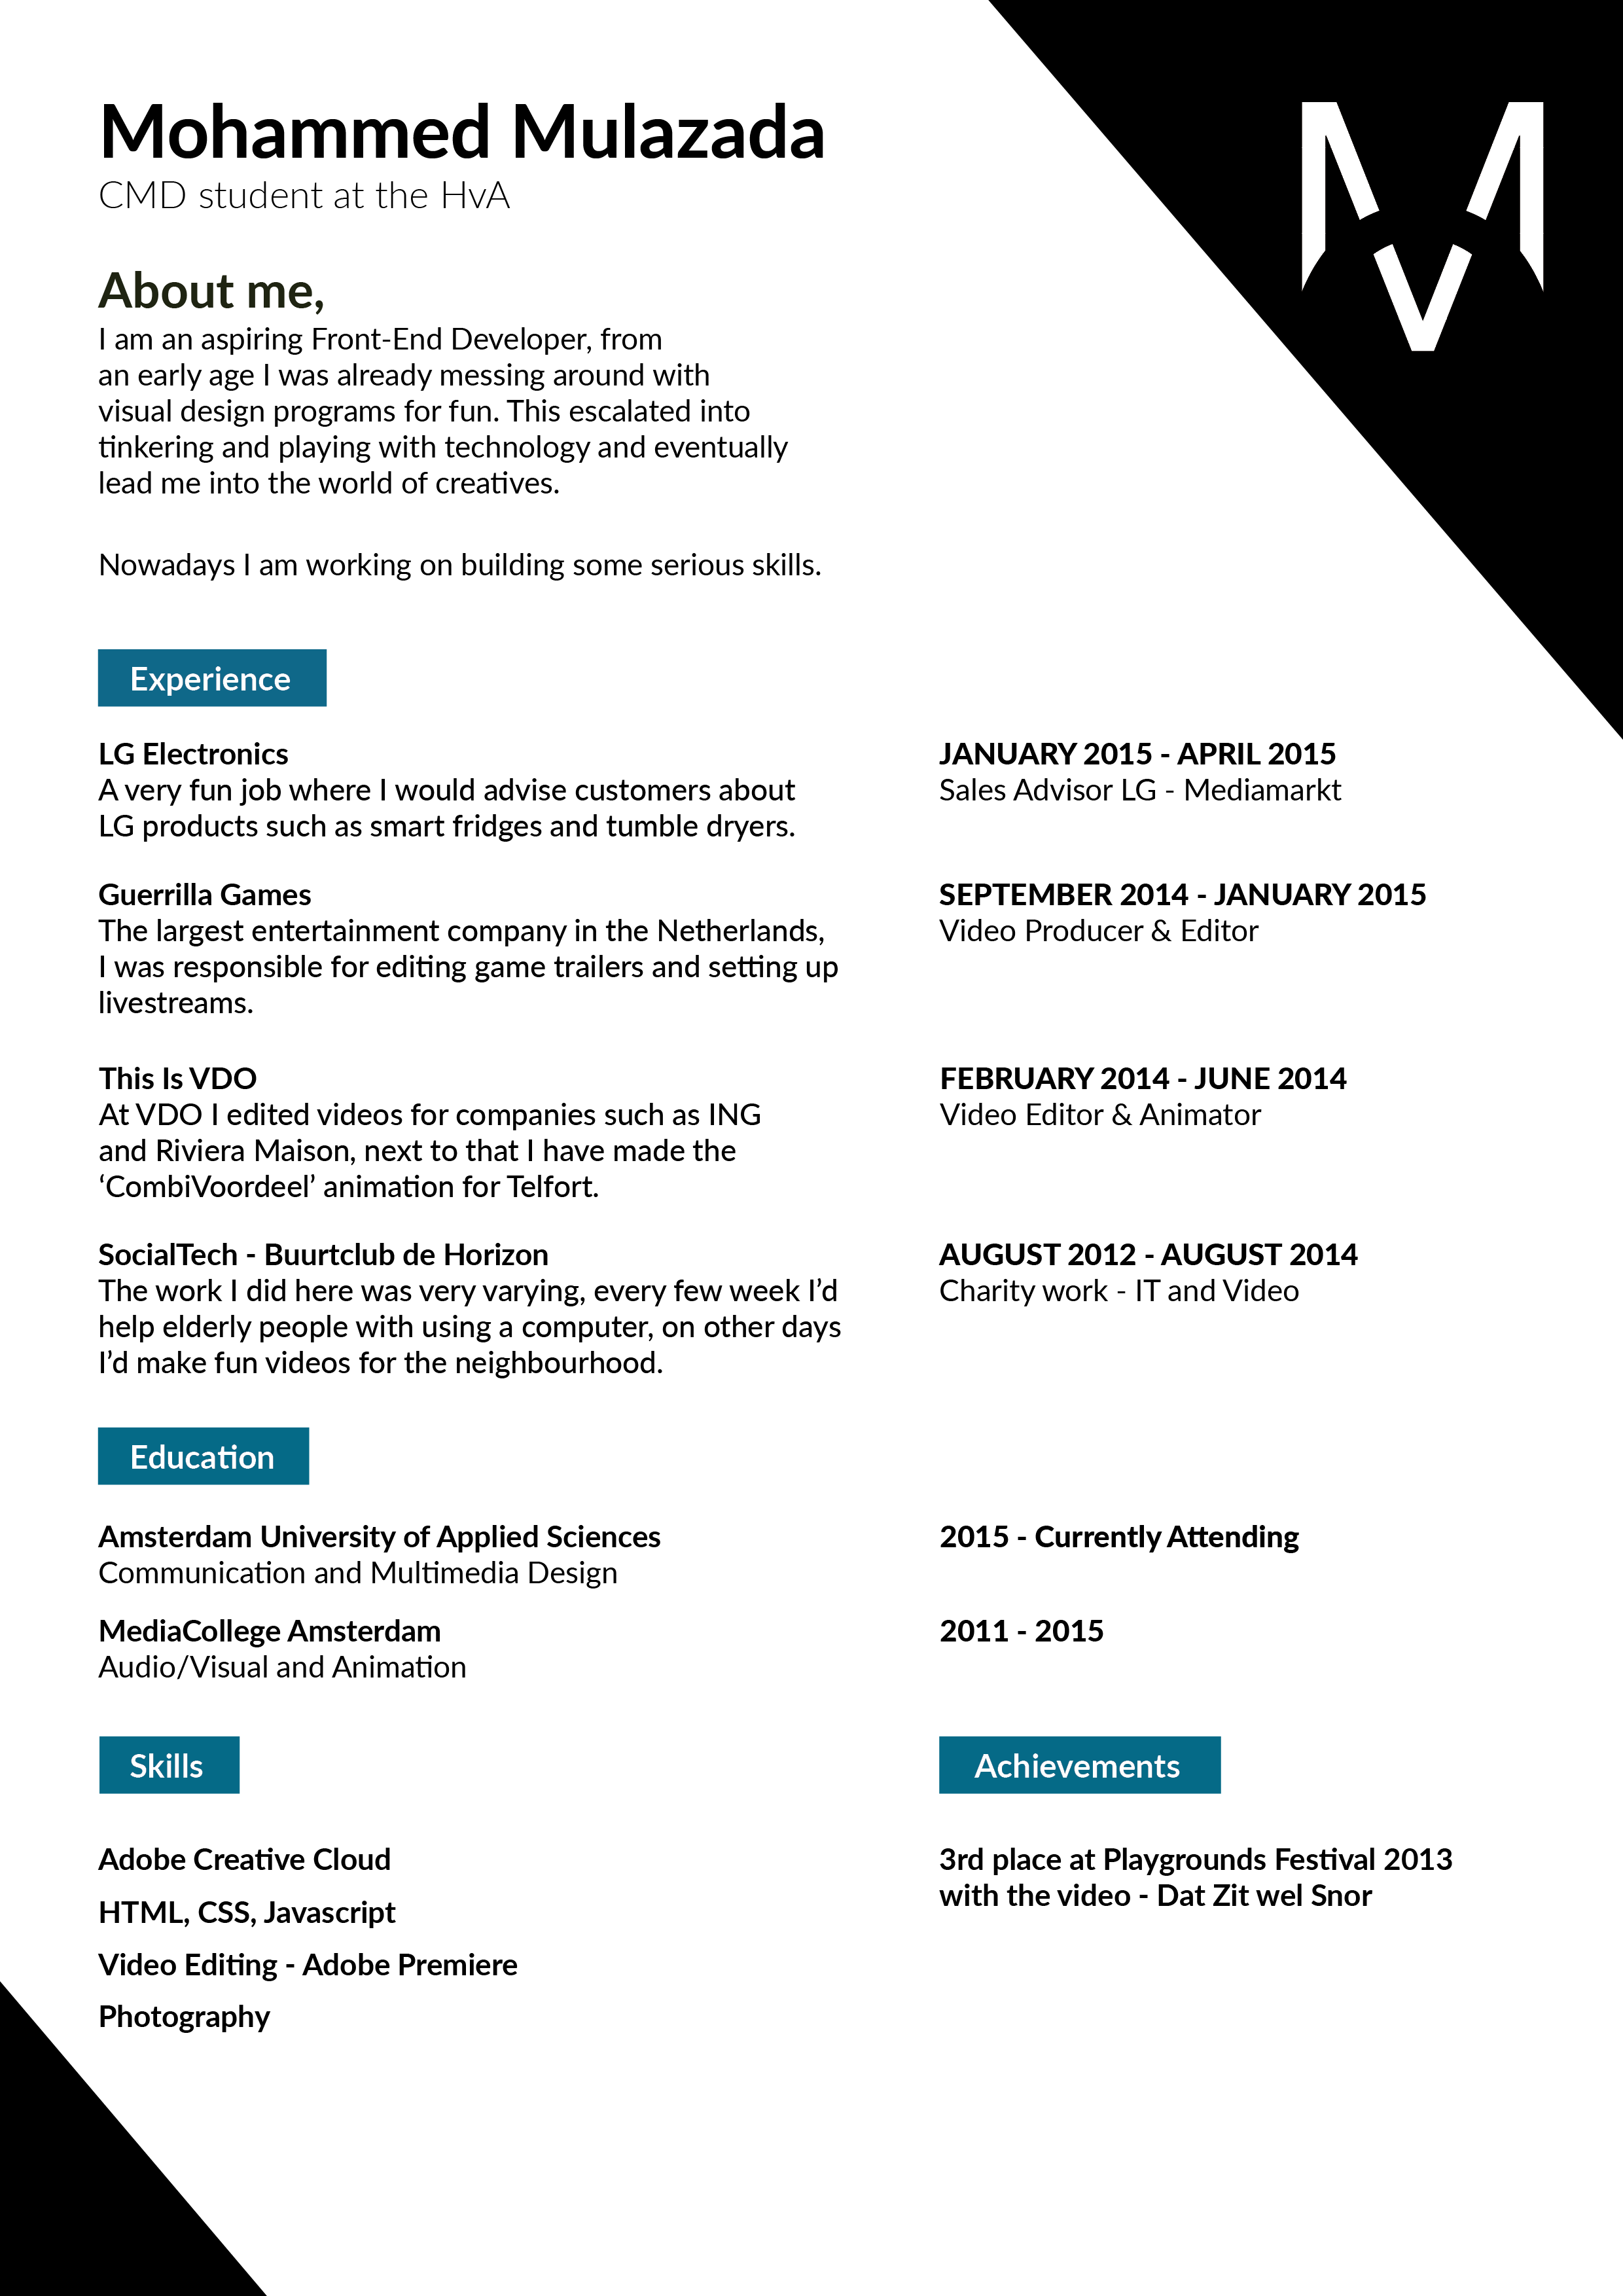 Mohammed Mulazada
CMD student at the HvA
M
About me,
I am an aspiring Front-End Developer, from
an early age I was already messing around with
visual design programs for fun. This escalated into
tinkering and playing with technology and eventually
lead me into the world of creatives.
Nowadays I am working on building some serious skills.
Experience
LG Electronics
A very fun job where I would advise customers about
LG products such as smart fridges and tumble dryers.
JANUARY 2015 - APRIL 2015
Sales Advisor LG - Mediamarkt
Guerrilla Games
The largest entertainment company in the Netherlands,
I was responsible for editing game trailers and setting up
livestreams.
SEPTEMBER 2014 - JANUARY 2015
Video Producer & Editor
This Is VDO
At VDO I edited videos for companies such as ING
and Riviera Maison, next to that I have made the
‘CombiVoordeel’ animation for Telfort.
FEBRUARY 2014 - JUNE 2014
Video Editor & Animator
SocialTech - Buurtclub de Horizon
The work I did here was very varying, every few week I’d
help elderly people with using a computer, on other days
I’d make fun videos for the neighbourhood.
AUGUST 2012 - AUGUST 2014
Charity work - IT and Video
Education
Amsterdam University of Applied Sciences
Communication and Multimedia Design
2015 - Currently Attending
MediaCollege Amsterdam
Audio/Visual and Animation
2011 - 2015
Skills
Adobe Creative Cloud
HTML, CSS, Javascript
Video Editing - Adobe Premiere
Photography
Achievements
3rd place at Playgrounds Festival 2013
with the video - Dat Zit wel Snor